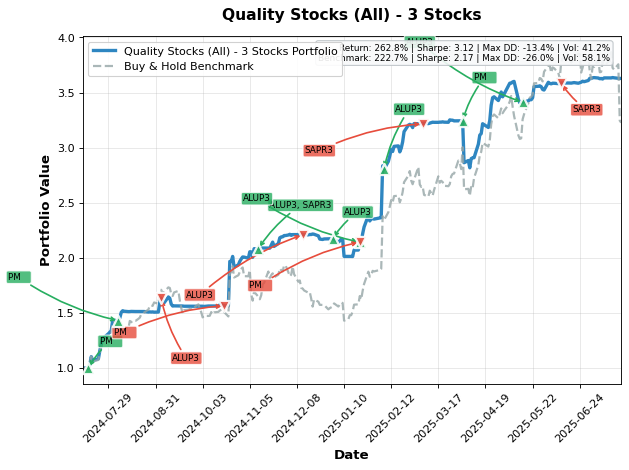 Quality Stocks (All) - 3 Stocks
Quality Stocks (All) - 3 Stocks Portfolio
Buy & Hold Benchmark
Return: 262.8% | Sharpe: 3.12 | Max DD: -13.4% | Vol: 41.2%
Benchmark: 222.7% | Sharpe: 2.17 | Max DD: -26.0% | Vol: 58.1%
Portfolio Value
4.0
3.5
3.0
2.5
2.0
1.5
1.0
ALUP3
PM
ALUP3
SAPR3
SAPR3
ALUP3
ALUP3, SAPR3
ALUP3
PM
PM
ALUP3
PM
PM
ALUP3
2024-07-29
2024-08-31
2024-10-03
2024-11-05
2024-12-08
2025-01-10
2025-02-12
2025-03-17
2025-04-19
2025-05-22
2025-06-24
Date